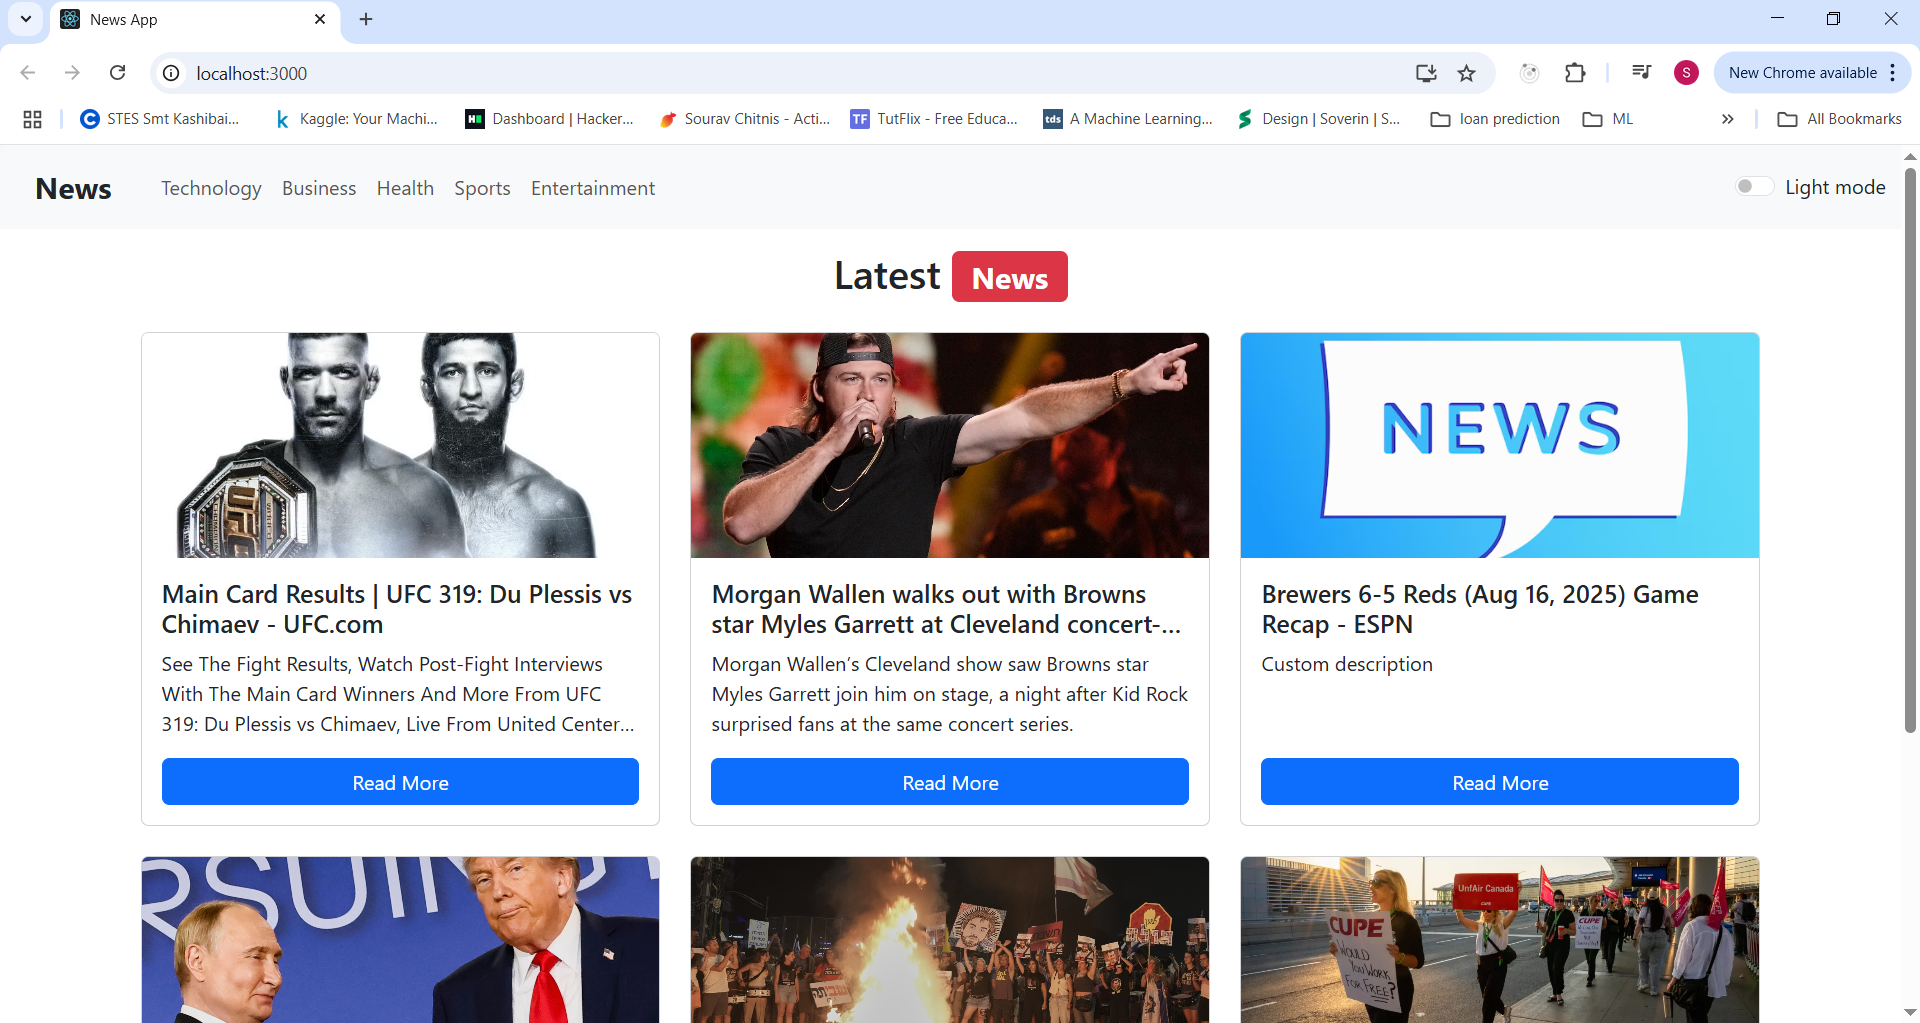 News App
localhost:3000
S
New Chrome available
STES Smt Kashibai...
Kaggle: Your Machi...
Dashboard | Hacker...
Sourav Chitnis - Acti...
TF
TutFlix - Free Educa...
tds
A Machine Learning...
Design | Soverin | S...
loan prediction
ML
All Bookmarks
News
Technology
Business
Health
Sports
Entertainment
Light mode
Latest News
NEWS
Main Card Results | UFC 319: Du Plessis vs
Chimaev - UFC.com
See The Fight Results, Watch Post-Fight Interviews
With The Main Card Winners And More From UFC
319: Du Plessis vs Chimaev, Live From United Center...
Read More
Morgan Wallen walks out with Browns
star Myles Garrett at Cleveland concert-...
Morgan Wallen’s Cleveland show saw Browns star
Myles Garrett join him on stage, a night after Kid Rock
surprised fans at the same concert series.
Read More
Brewers 6-5 Reds (Aug 16, 2025) Game
Recap - ESPN
Custom description
Read More
RSUING
UnFair Canada
CUPE
CUPE
WOULD
YOU WORK
FOR FREE?
CUPE